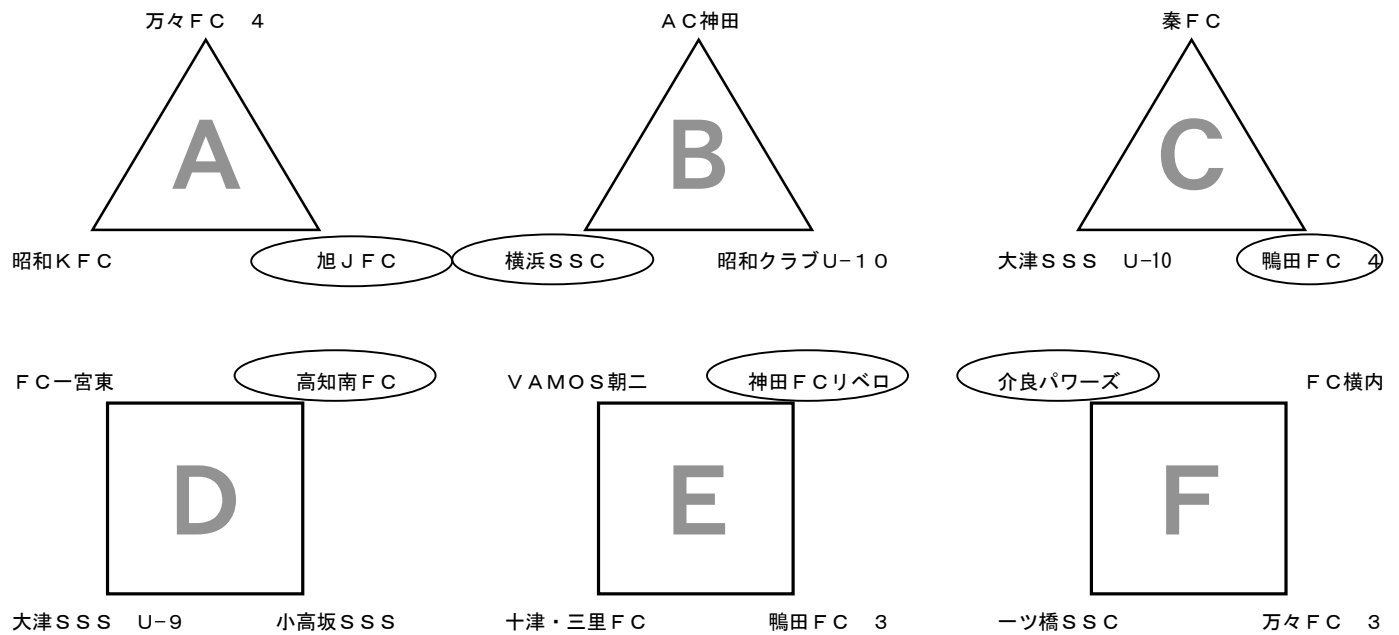 万々ＦＣ　４
ＡＣ神田
秦ＦＣ
A
B
C
昭和ＫＦＣ
旭ＪＦＣ
横浜ＳＳＣ
昭和クラブU-１０
大津ＳＳＳ　U-10
鴨田ＦＣ　４
ＦＣ一宮東
高知南ＦＣ
ＶＡＭＯＳ朝二
神田ＦＣリベロ
介良パワーズ
ＦＣ横内
D
E
F
大津ＳＳＳ　U-９
小高坂ＳＳＳ
十津・三里ＦＣ
鴨田ＦＣ　３
一ツ橋ＳＳＣ
万々ＦＣ　３